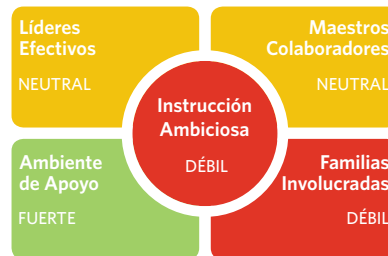 Líderes
Efectivos
NEUTRAL
Maestros
Colaboradores
NEUTRAL
Instrucción
Ambiciosa
DÉBIL
Ambiente
de Apoyo
FUERTE
Familias
Involucradas
DÉBIL